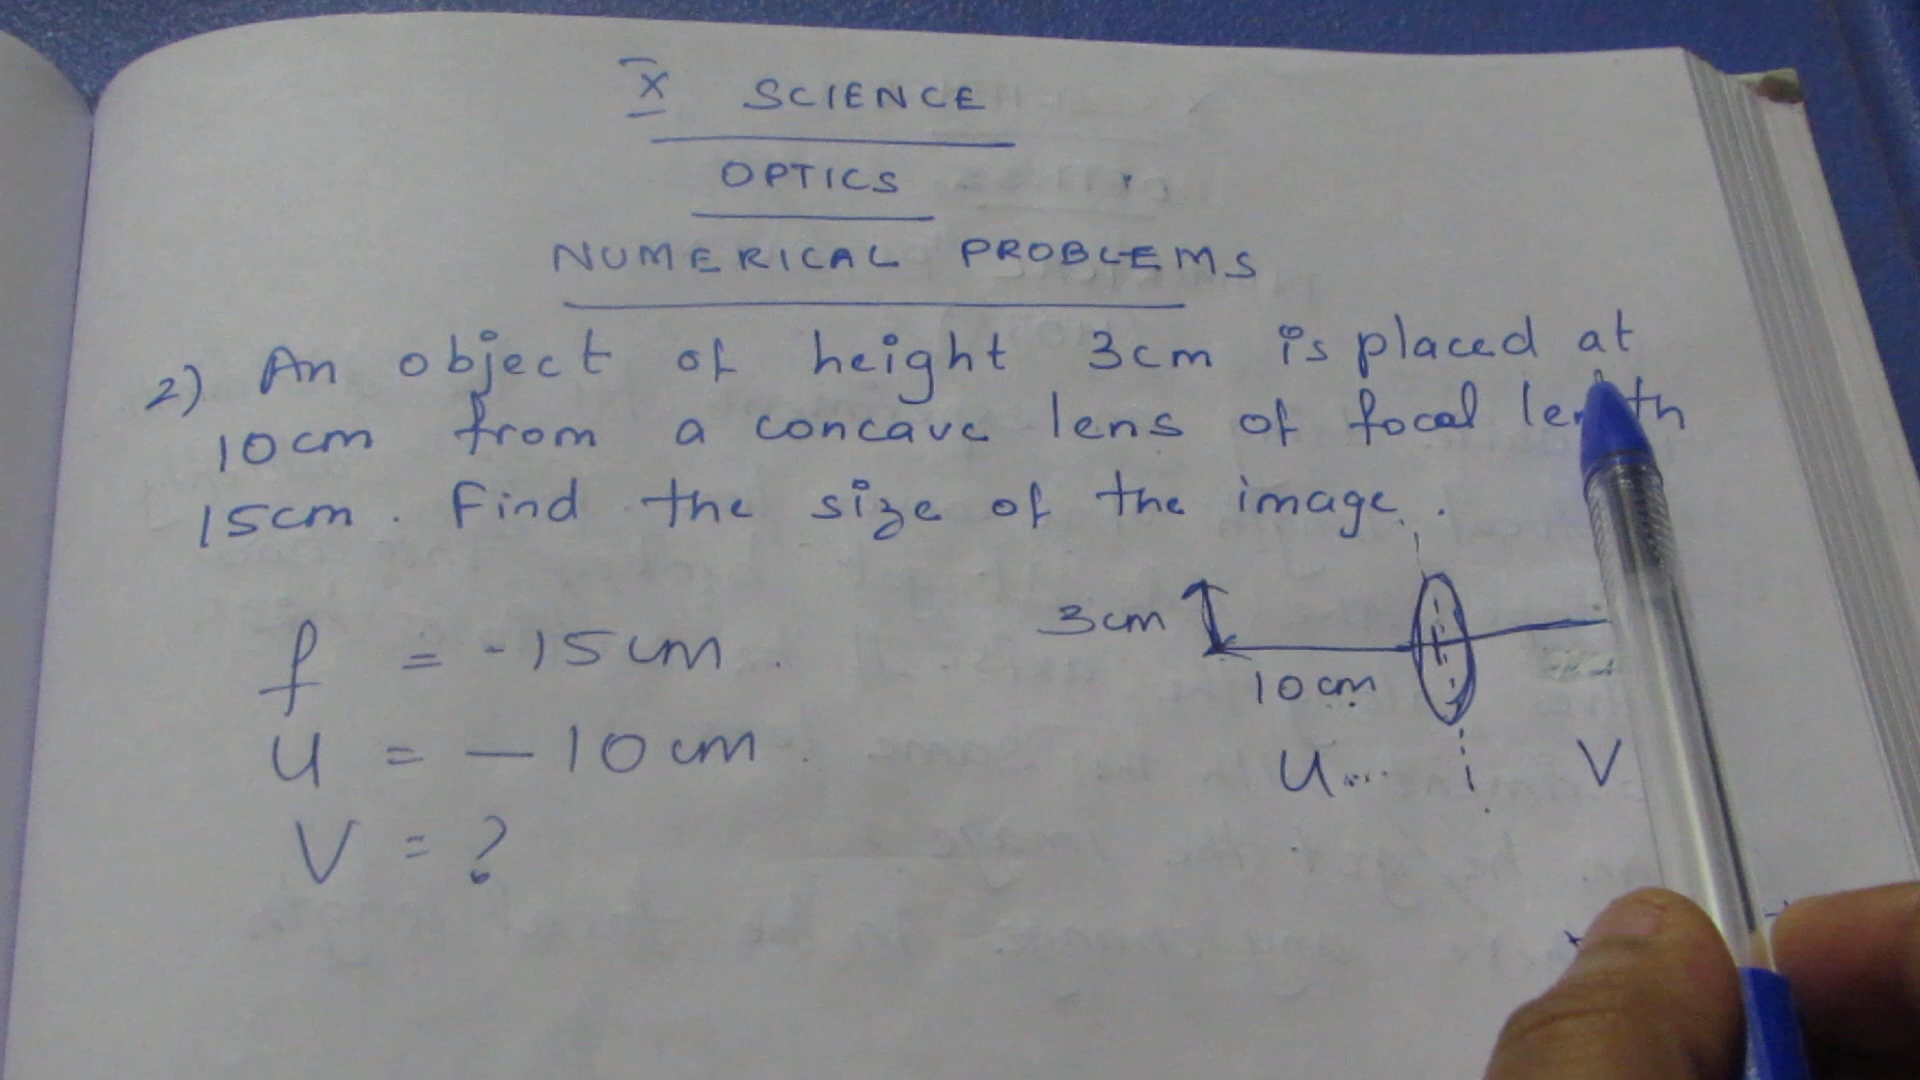 X SCIENCE
OPTICS
NUMERICAL PROBLEMS
2) An object of height 3cm is placed at
10cm from a concave lens of focal
15cm. Find the size of the image.
f = -15cm.
u = -10cm.
V = ?
3cm
10cm
u
V